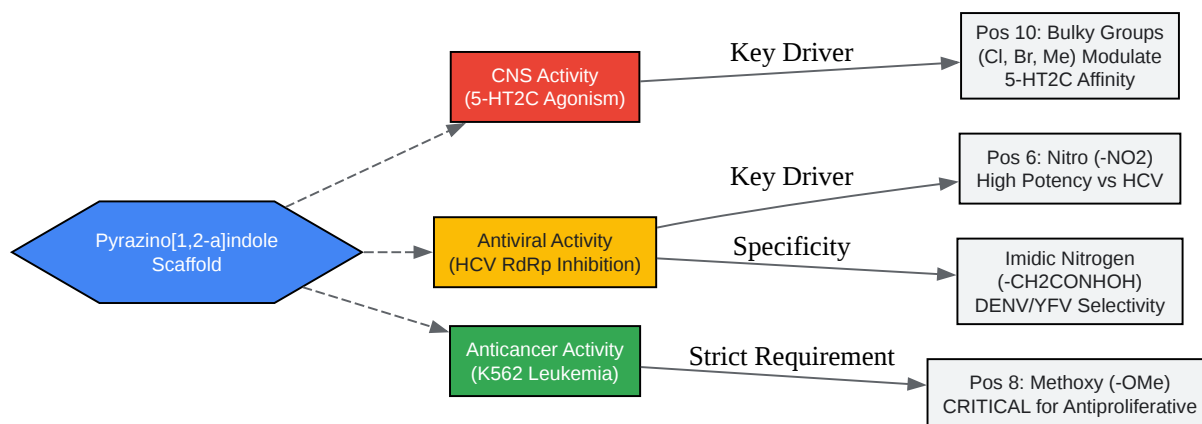 Pyrazino[1,2-a]indole
Scaffold
CNS Activity
(5-HT2C Agonism)
Key Driver
Pos 10: Bulky Groups
(Cl, Br, Me) Modulate
5-HT2C Affinity
Antiviral Activity
(HCV RdRp Inhibition)
Key Driver
Pos 6: Nitro (-NO2)
High Potency vs HCV
Specificity
Imidic Nitrogen
(-CH2CONHOH)
DENV/YFV Selectivity
Anticancer Activity
(K562 Leukemia)
Strict Requirement
Pos 8: Methoxy (-OMe)
CRITICAL for Antiproliferative